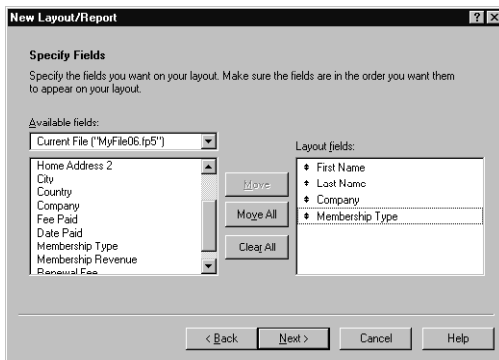 New Layout/Report
Specify Fields
Specify the fields you want on your layout. Make sure the fields are in the order you want them
to appear on your layout.
Available fields:
Current File ("MyFile06.fp5")
Home Address 2
City
Country
Company
Fee Paid
Date Paid
Membership Type
Membership Revenue
Renewal Fee
Move
Move All
Clear All
Layout fields:
First Name
Last Name
Company
Membership Type
< Back
Next >
Cancel
Help